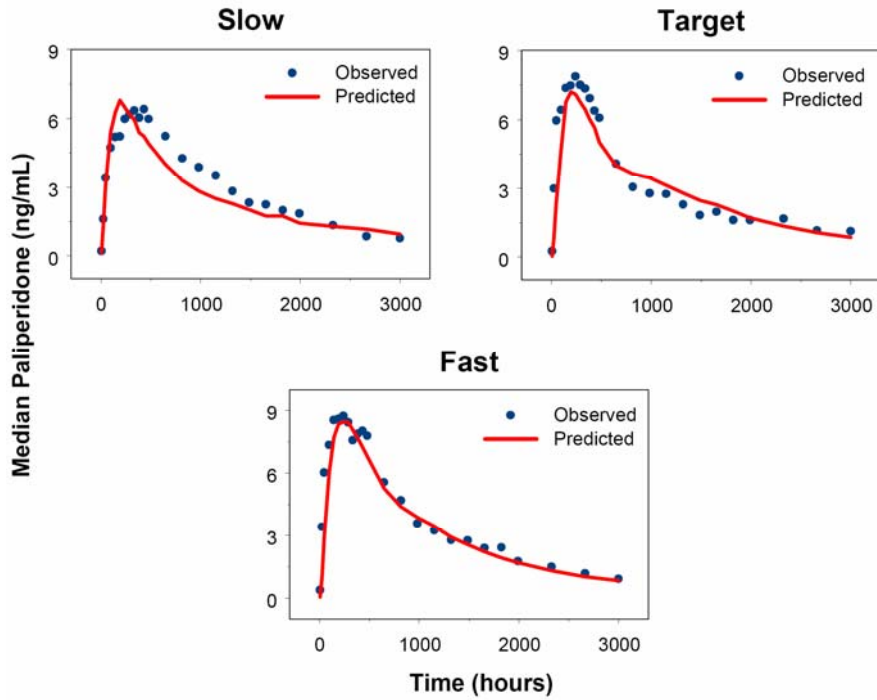 Slow
Target
Median Paliperidone (ng/mL)
9
6
3
0
Observed
Predicted
0
1000
2000
3000
9
6
3
0
Observed
Predicted
0
1000
2000
3000
Fast
9
6
3
0
Observed
Predicted
0
1000
2000
3000
Time (hours)